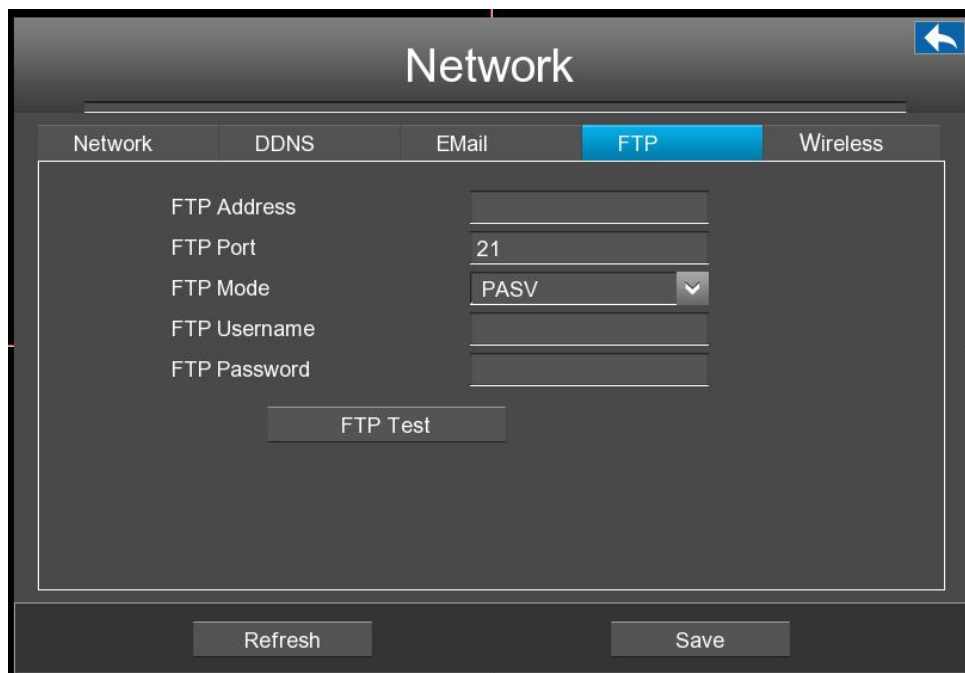 Network
Network DDNS EMail FTP Wireless
FTP Address
FTP Port 21
FTP Mode PASV
FTP Username
FTP Password
FTP Test
Refresh Save